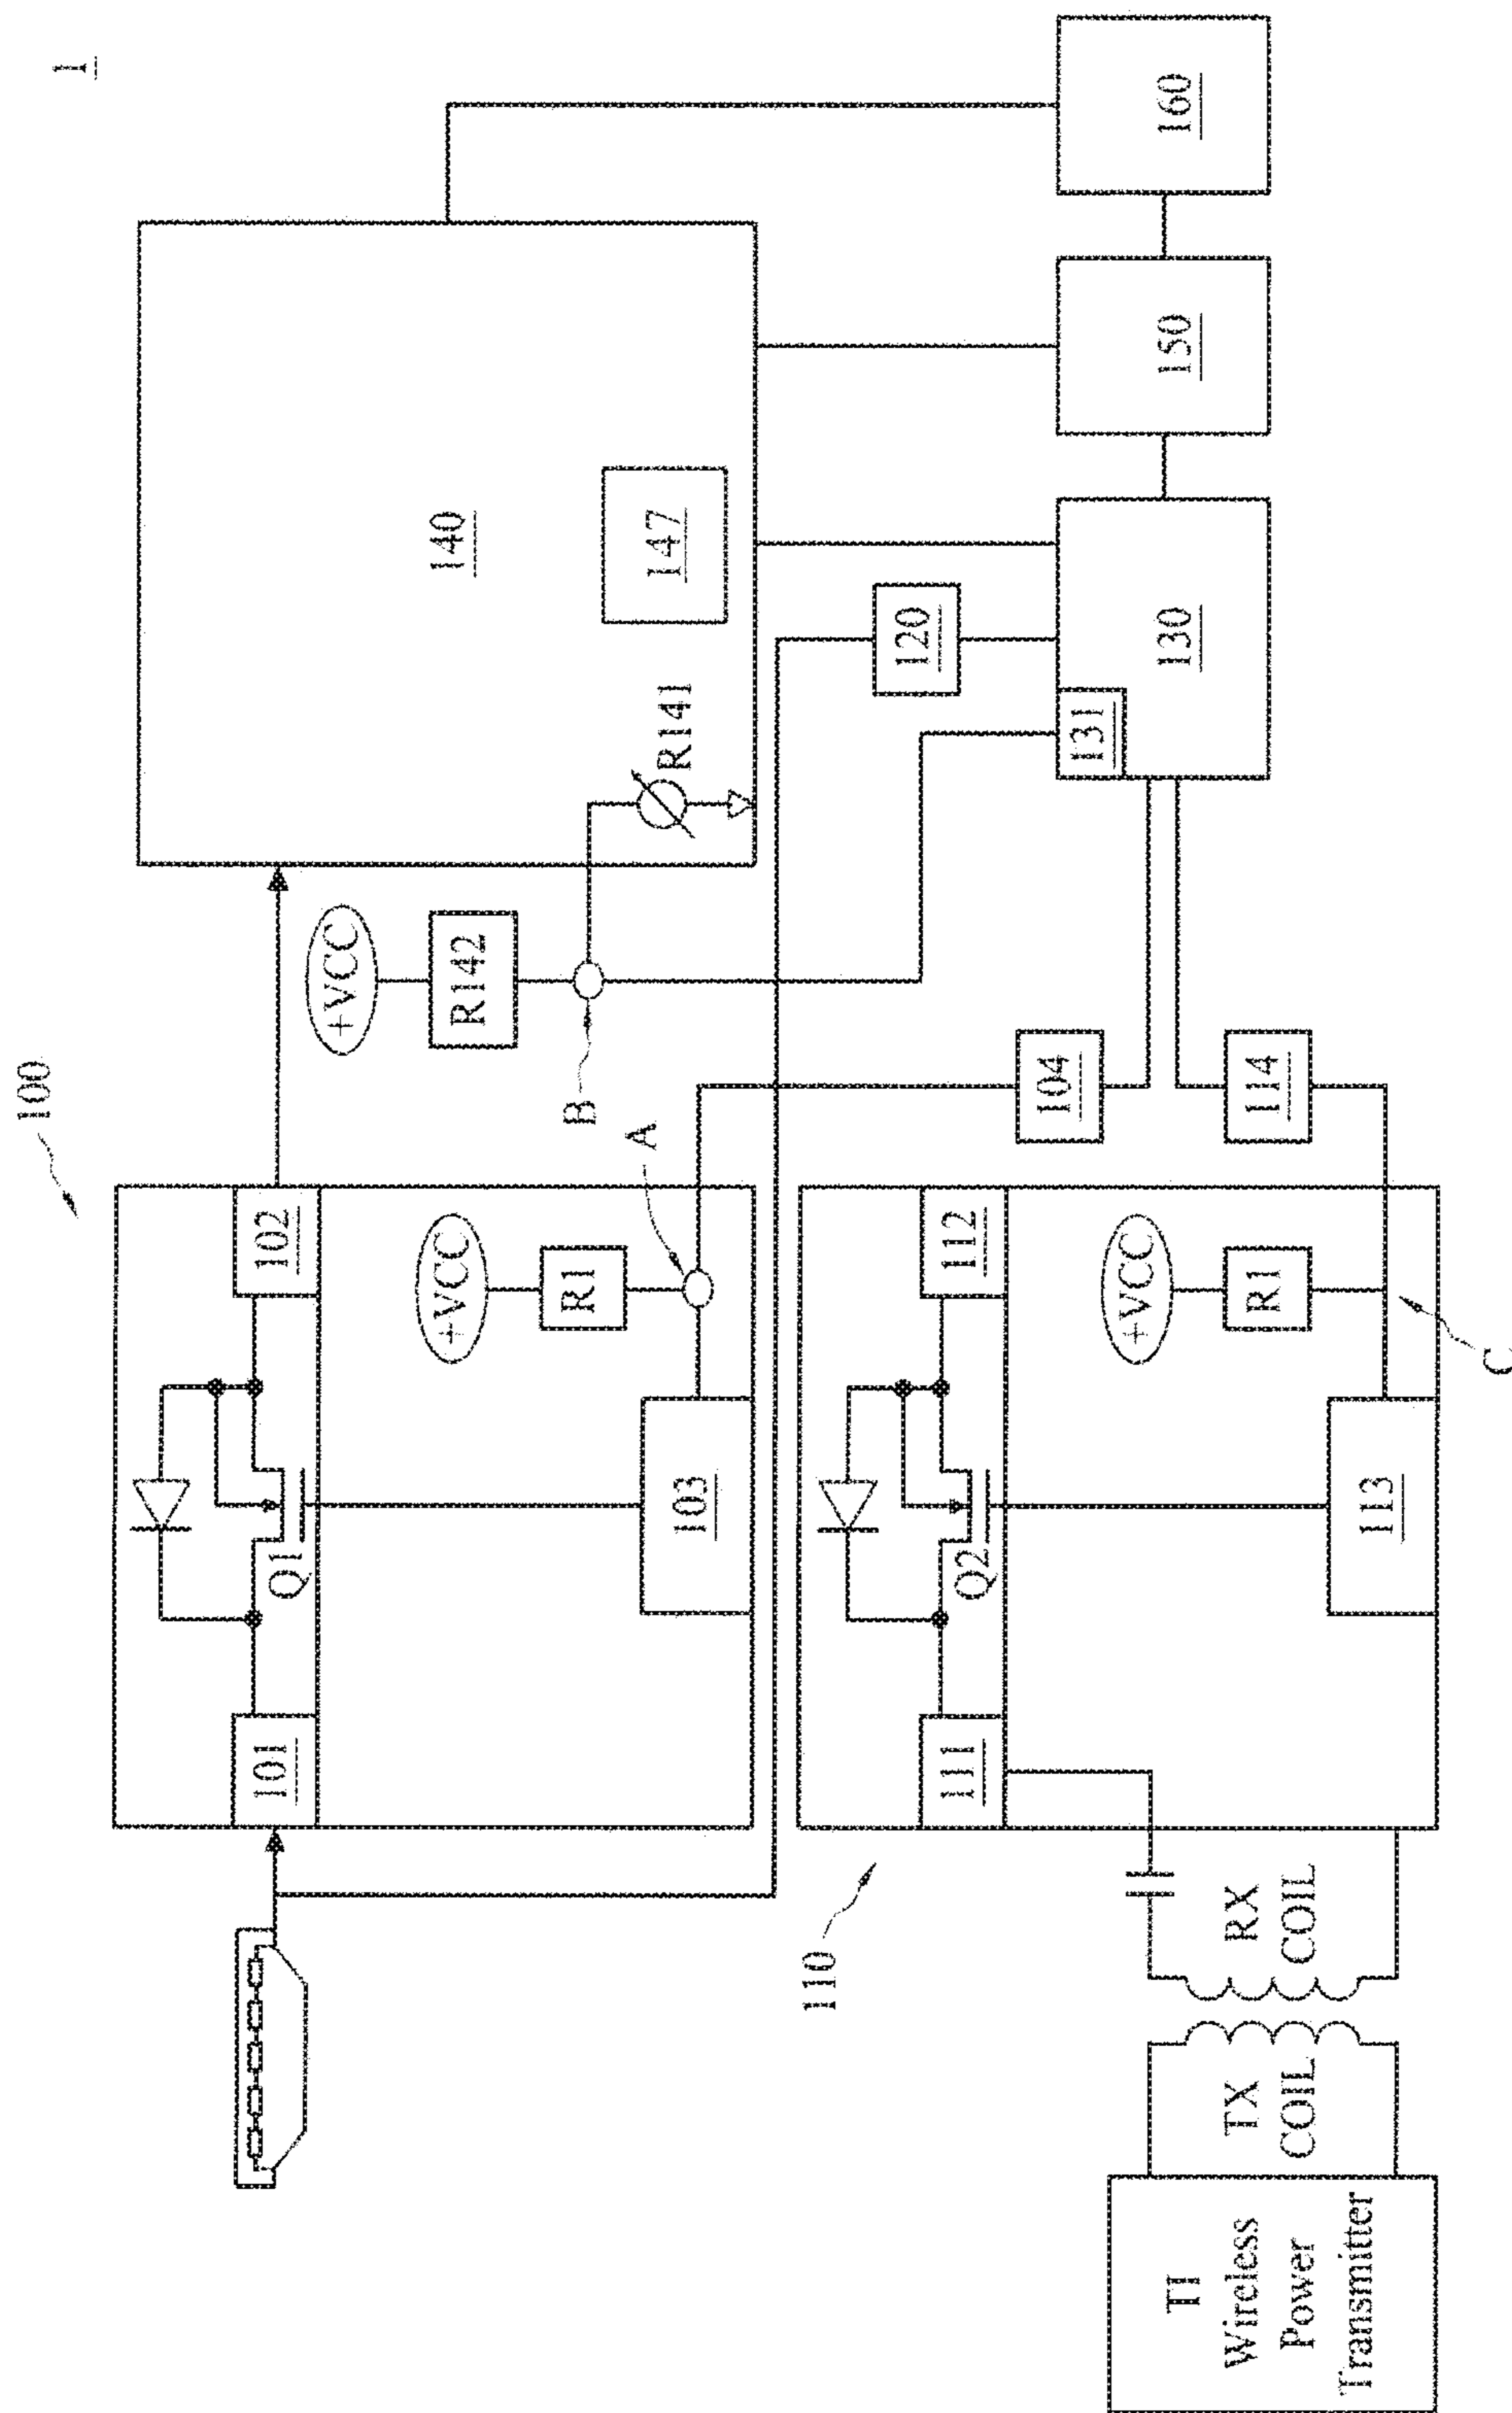 1
100
101
Q1
102
103
+VCC
R1
A
+VCC
R142
B
140
R141
147
110
111
Q2
112
113
+VCC
R1
C
104
114
120
131
130
150
160
TI
Wireless
Power
Transmitter
TX
COIL
RX
COIL